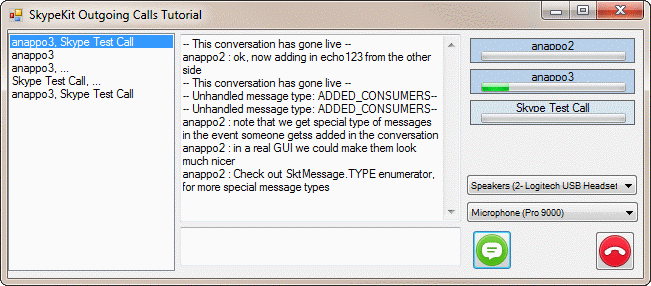 SkypeKit Outgoing Calls Tutorial
anappo3, Skype Test Call
anappo3
anappo3, ...
Skype Test Call, ...
anappo3, Skype Test Call
-- This conversation has gone live --
anappo2 : ok, now adding in echo123 from the other
side
-- This conversation has gone live --
-- Unhandled message type: ADDED_CONSUMERS--
-- Unhandled message type: ADDED_CONSUMERS--
anappo2 : note that we get special type of messages
in the event someone getss added in the conversation
anappo2 : in a real GUI we could make them look
much nicer
anappo2 : Check out SktMessage.TYPE enumerator,
for more special message types
anappo2
anappo3
Skype Test Call
Speakers (2- Logitech USB Headset
Microphone (Pro 9000)